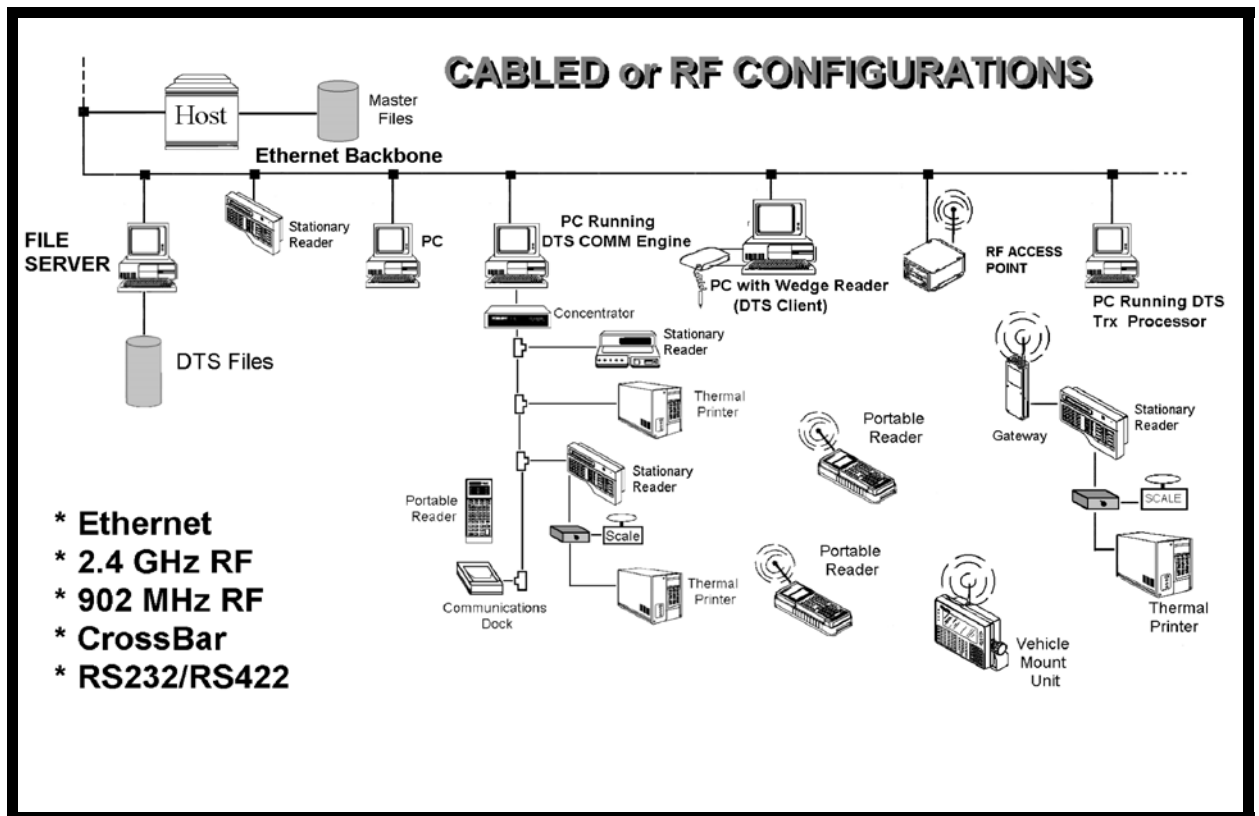 CABLED or RF CONFIGURATIONS
Host
Master
Files
Ethernet Backbone
FILE
SERVER
DTS Files
Stationary
Reader
PC
PC Running
DTS COMM Engine
PC with Wedge Reader
(DTS Client)
RF ACCESS
POINT
PC Running DTS
Trx Processor
Concentrator
Stationary
Reader
Thermal
Printer
Stationary
Reader
Portable
Reader
Scale
Thermal
Printer
Communications
Dock
Portable
Reader
Portable
Reader
Gateway
Stationary
Reader
SCALE
Thermal
Printer
Vehicle
Mount
Unit
* Ethernet
* 2.4 GHz RF
* 902 MHz RF
* CrossBar
* RS232/RS422